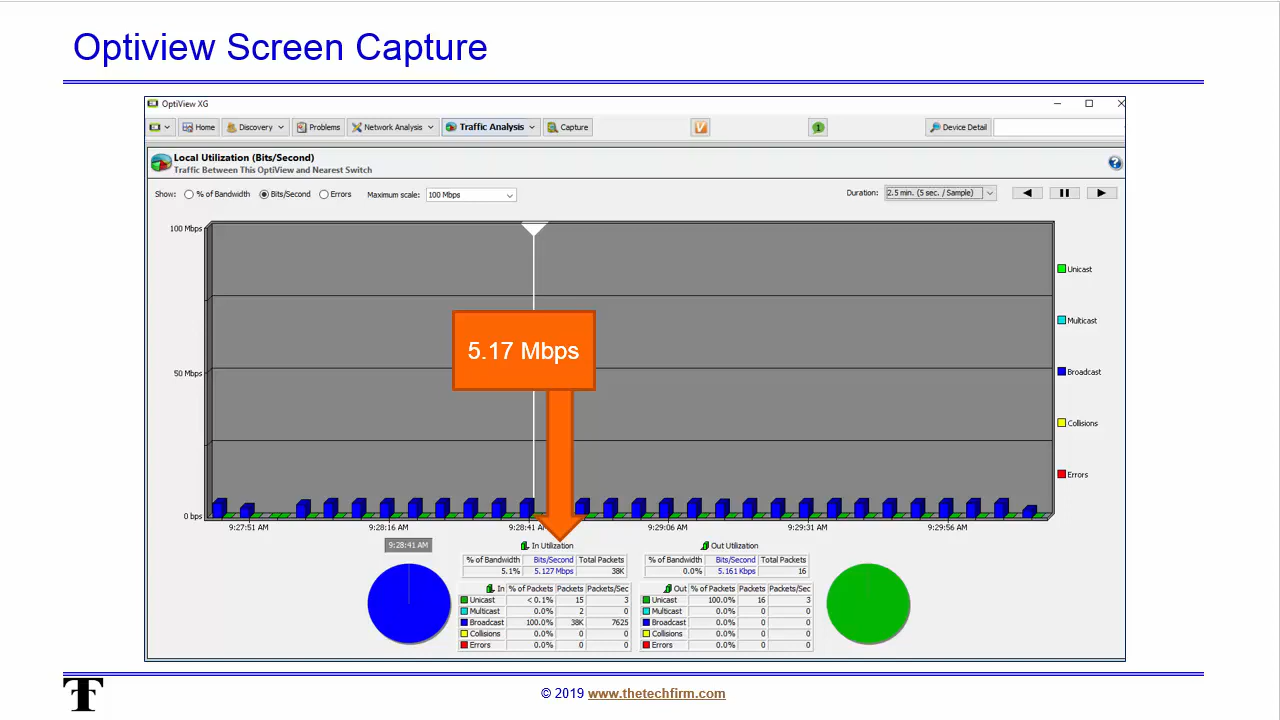 Optiview Screen Capture
OptiView XG
Home Discovery Problems Network Analysis Traffic Analysis Capture Device Detail
Local Utilization (Bits/Second)
Traffic Between This OptiView and Nearest Switch
Show: % of Bandwidth Bits/Second Errors Maximum scale: 100 Mbps Duration: 2.5 min. (5 sec. / Sample)
100 Mbps
Unicast
Multicast
5.17 Mbps
50 Mbps
Broadcast
Collisions
Errors
0 bps
9:27:51 AM 9:28:16 AM 9:28:41 AM 9:29:06 AM 9:29:31 AM 9:29:56 AM
9:28:41 AM
In Utilization
% of Bandwidth Bits/Second Total Packets
5.1% 5.127 Mbps 38K
In % of Packets Packets Packets/Sec
Unicast < 0.1% 15 3
Multicast 0.0% 2 0
Broadcast 100.0% 38K 7625
Collisions 0.0% 0 0
Errors 0.0% 0 0
Out Utilization
% of Bandwidth Bits/Second Total Packets
0.0% 5.161 Kbps 16
Out % of Packets Packets Packets/Sec
Unicast 100.0% 16 3
Multicast 0.0% 0 0
Broadcast 0.0% 0 0
Collisions 0.0% 0 0
Errors 0.0% 0 0
© 2019 www.thetechfirm.com